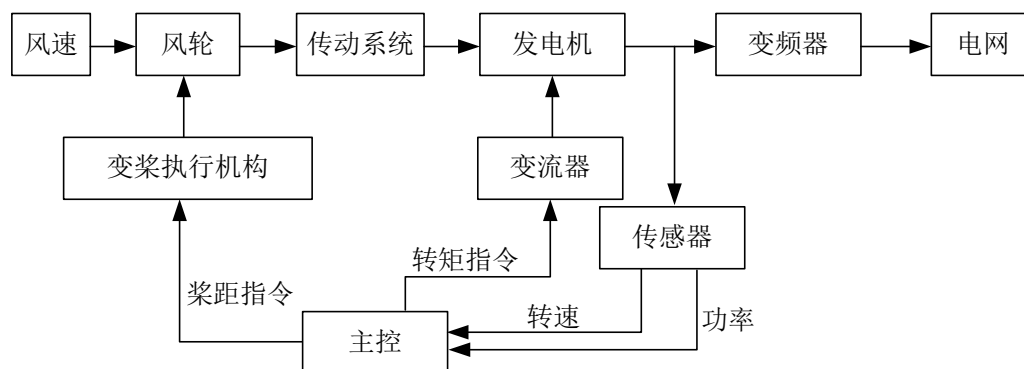 风速
风轮
传动系统
发电机
变频器
电网
变桨执行机构
变流器
传感器
转矩指令
桨距指令
转速
功率
主控